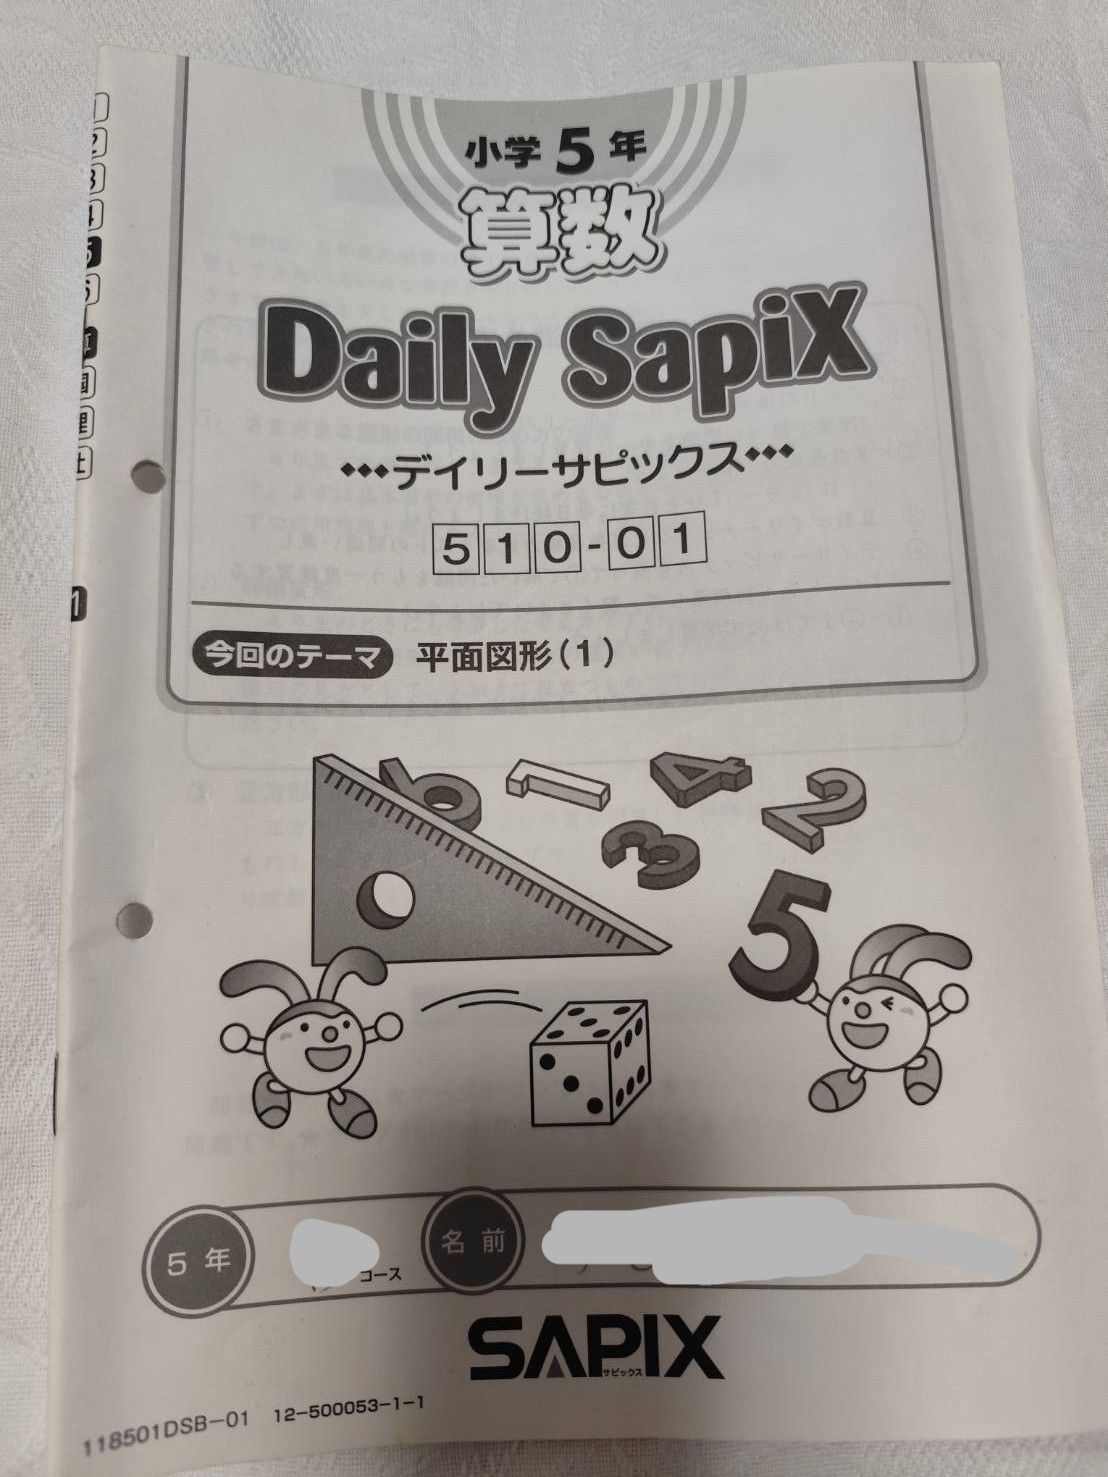 小学5年
算数
Daily SapiX
デイリーサピックス
510-01
今回のテーマ 平面図形(1)
5年 コース 名前
SAPIX
サピックス
118501DSB-01 12-500053-1-1